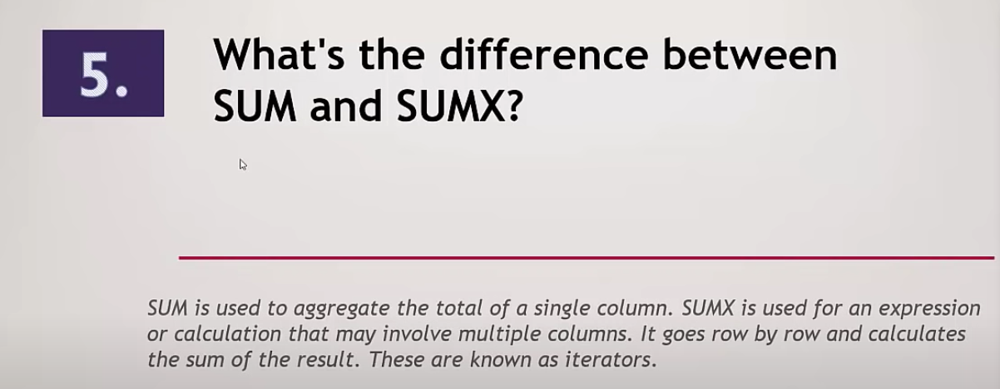 5.
What's the difference between
SUM and SUMX?
SUM is used to aggregate the total of a single column. SUMX is used for an expression
or calculation that may involve multiple columns. It goes row by row and calculates
the sum of the result. These are known as iterators.